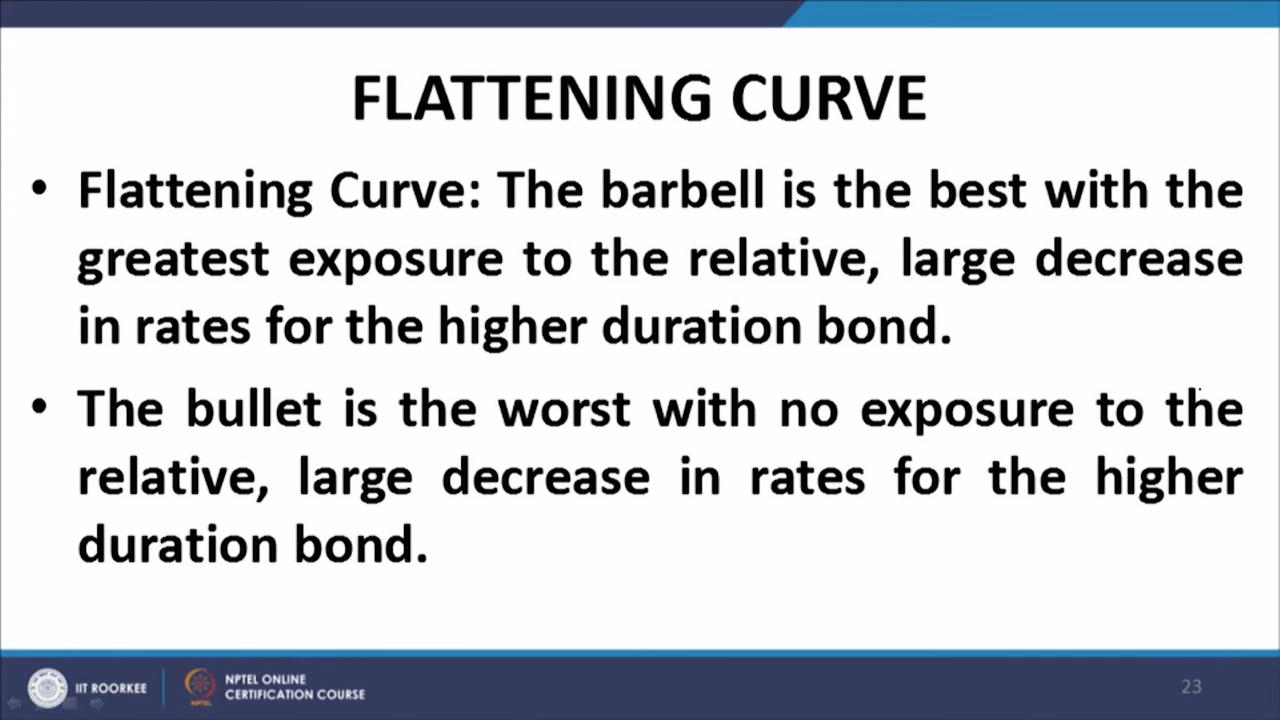 FLATTENING CURVE
• Flattening Curve: The barbell is the best with the
greatest exposure to the relative, large decrease
in rates for the higher duration bond.
• The bullet is the worst with no exposure to the
relative, large decrease in rates for the higher
duration bond.
IIT ROORKEE
NPTEL
NPTEL ONLINE
CERTIFICATION COURSE
23